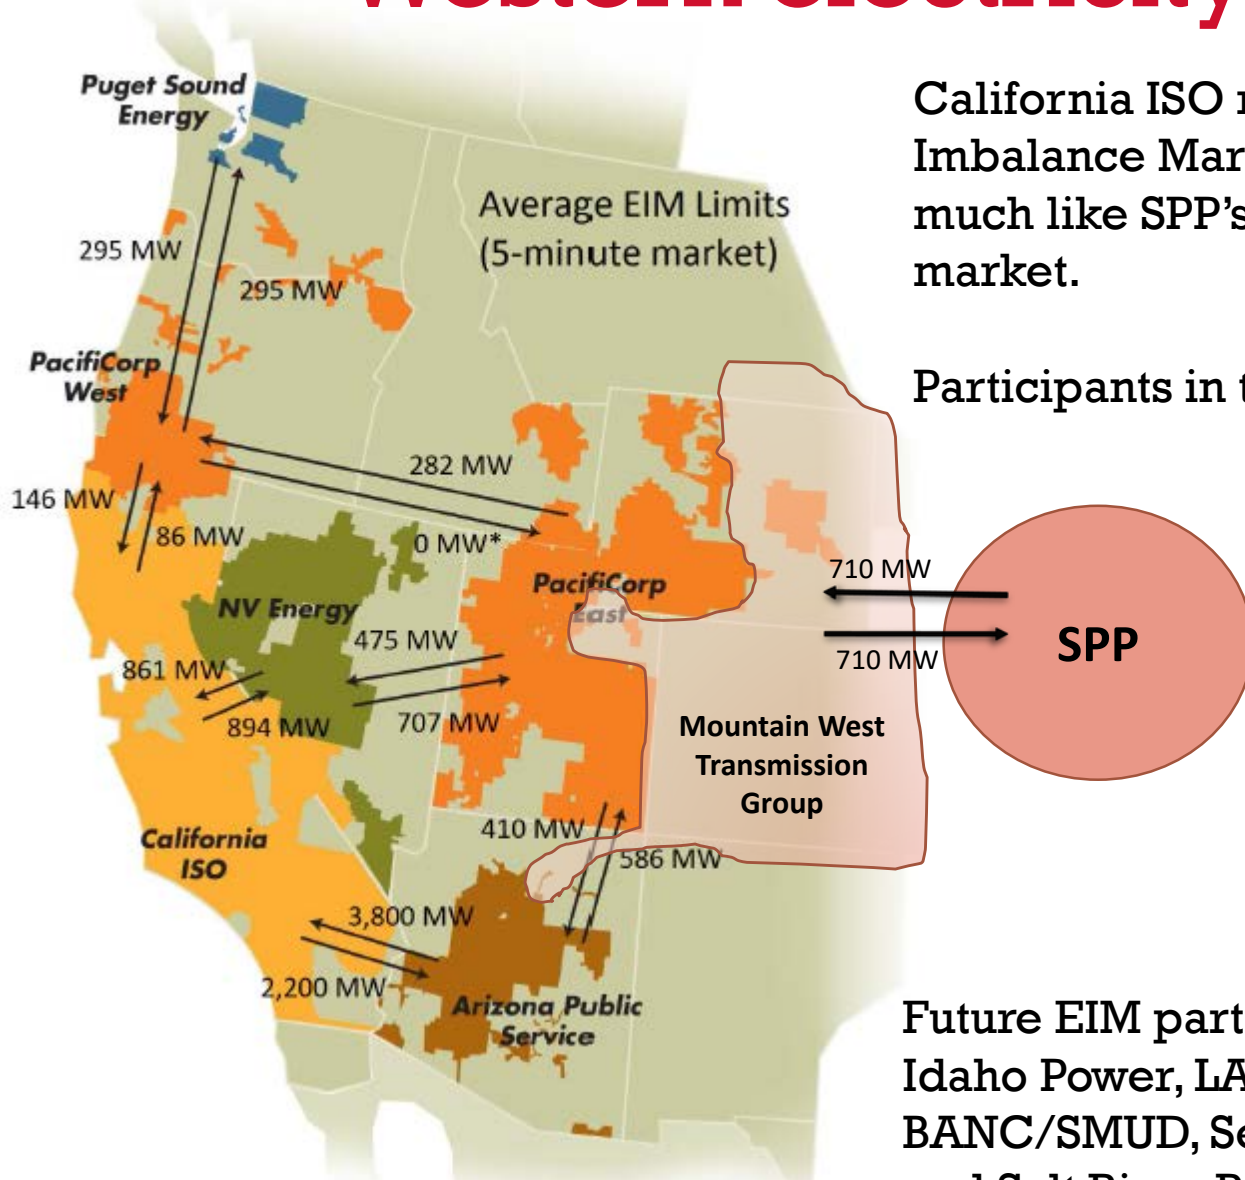 Western electricity
Puget Sound
Energy
California ISO
Imbalance Mar
much like SPP's
market.
Average EIM Limits
(5-minute market)
295 MW
295 MW
PacifiCorp
West
Participants in t
282 MW
146 MW
86 MW
0 MW*
PacifiCorp
East
710 MW
NV Energy
475 MW
SPP
710 MW
861 MW
894 MW
707 MW
Mountain West
Transmission
Group
California
ISO
410 MW
586 MW
3,800 MW
2,200 MW
Arizona Public
Service
Future EIM part
Idaho Power, LA
BANC/SMUD, Se